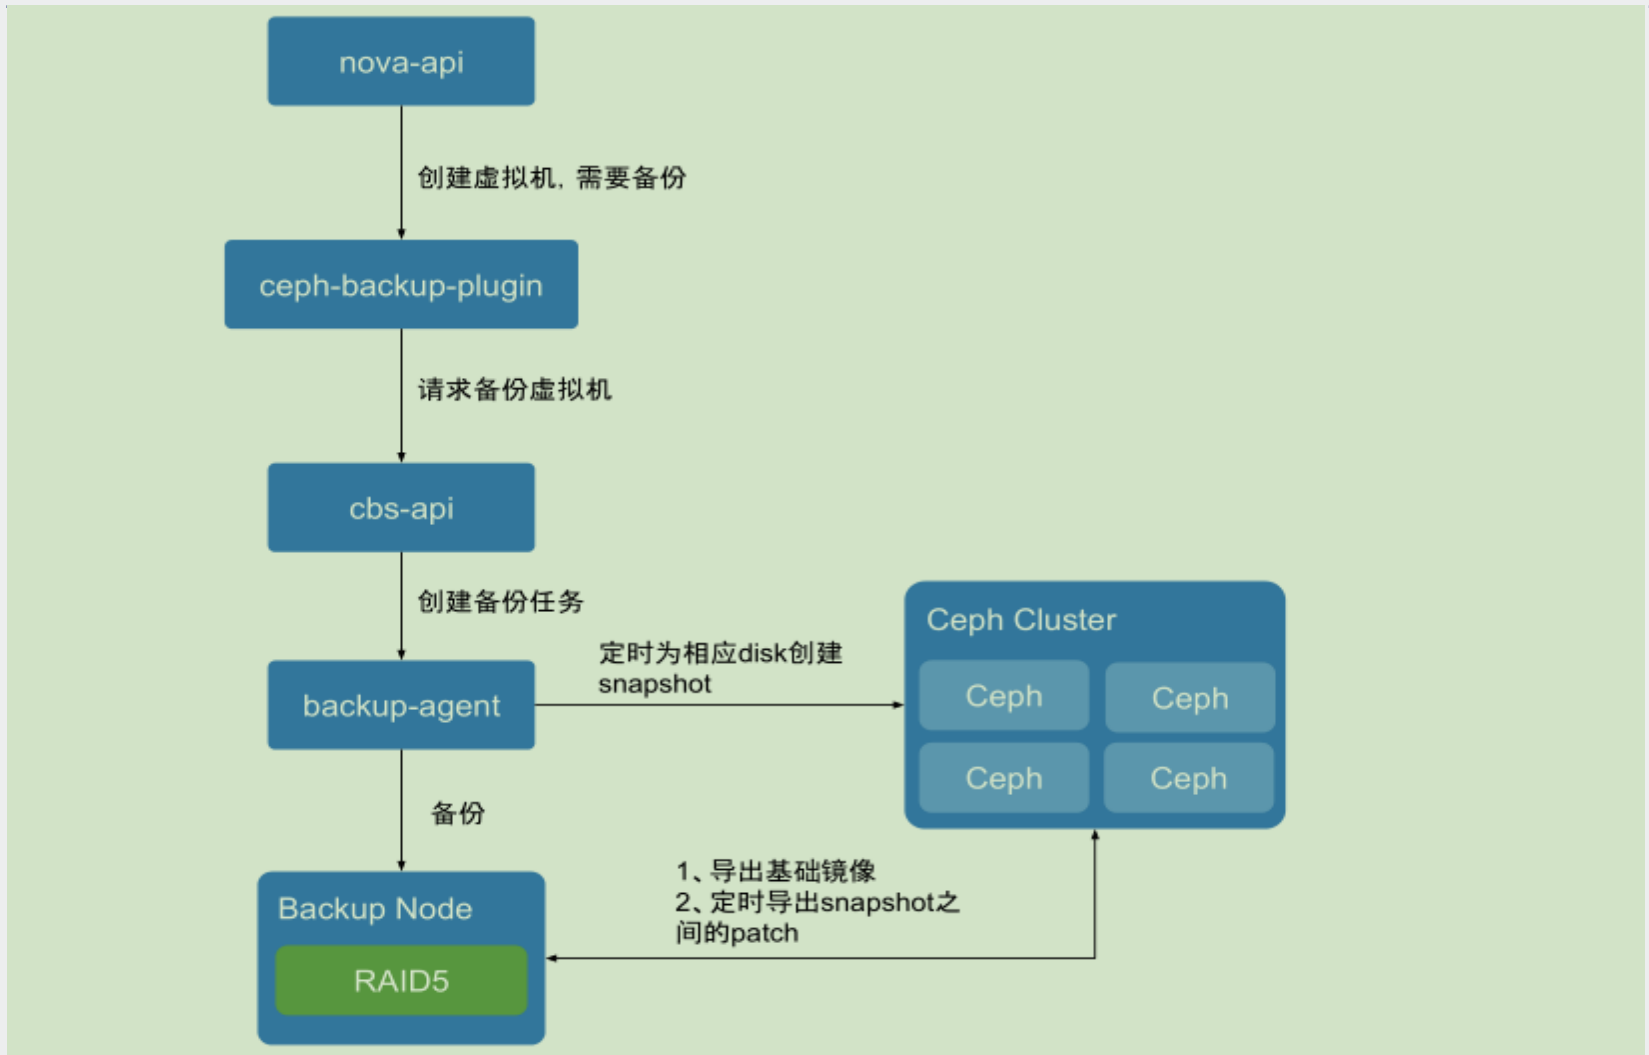 nova-api
创建虚拟机，需要备份
ceph-backup-plugin
请求备份虚拟机
cbs-api
创建备份任务
定时为相应disk创建
snapshot
backup-agent
Ceph Cluster
Ceph
Ceph
Ceph
Ceph
备份
1、导出基础镜像
2、定时导出snapshot之
间的patch
Backup Node
RAID5